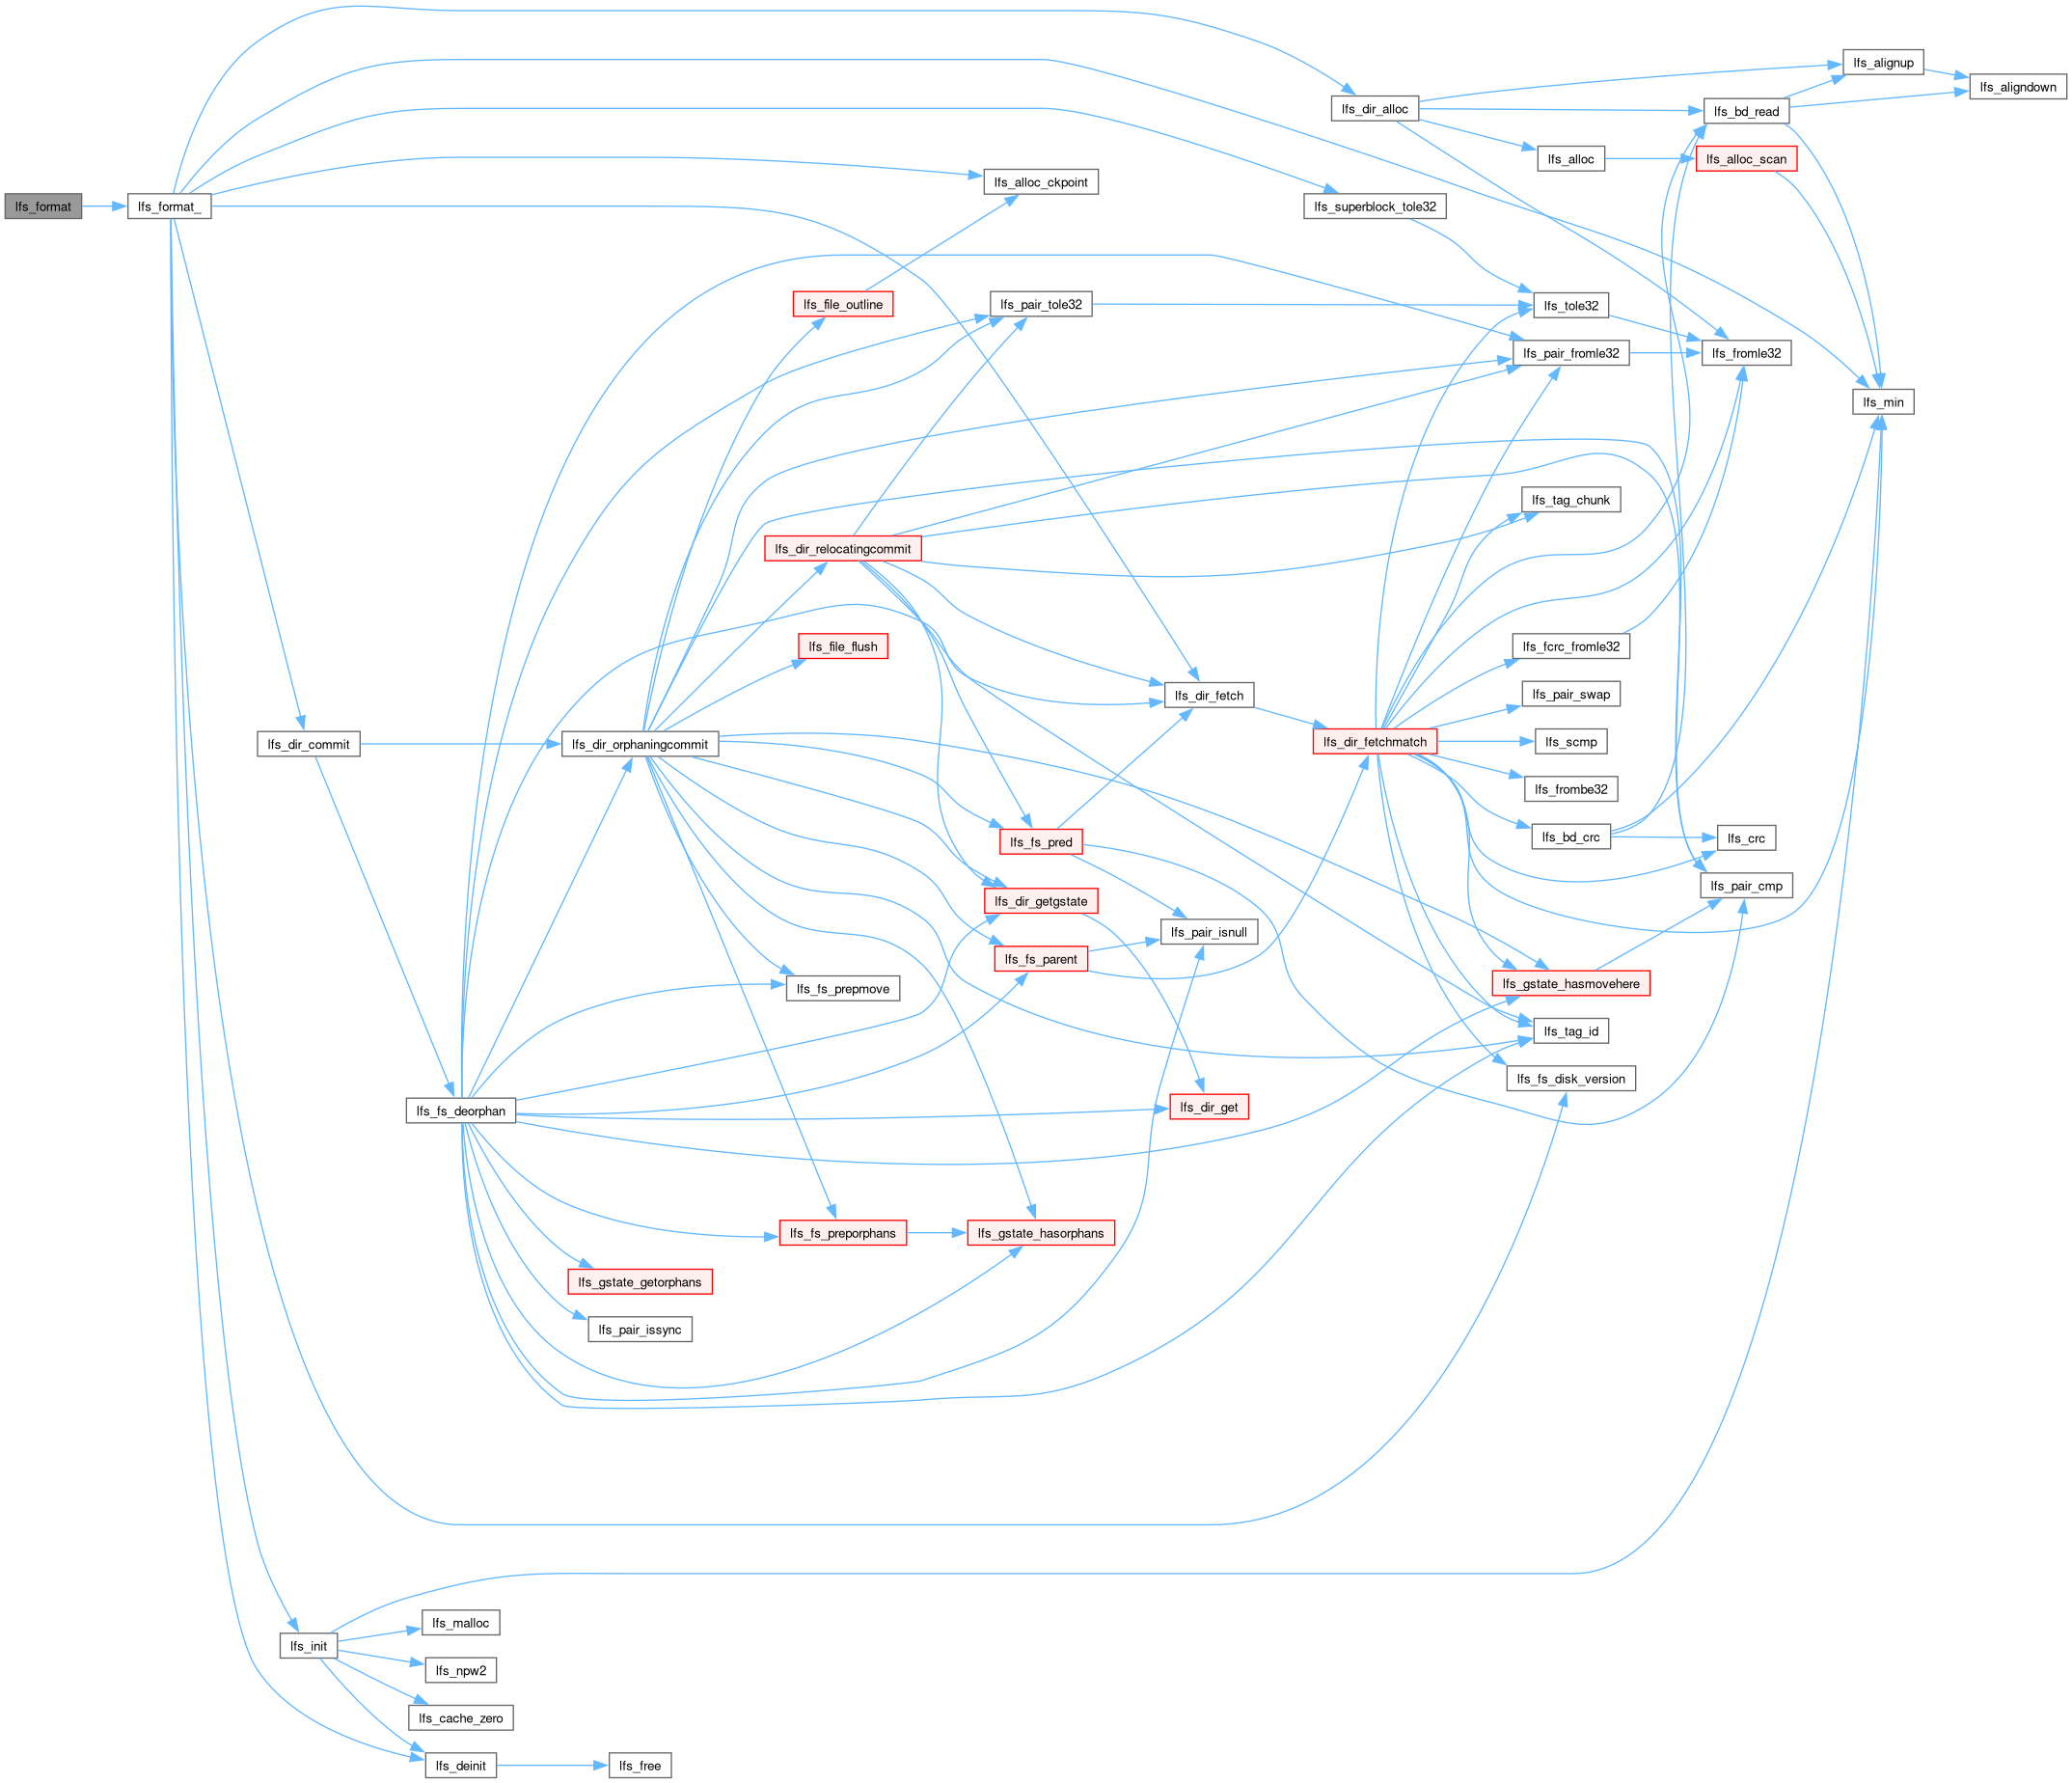 lfs_format
lfs_format_
lfs_dir_alloc
lfs_alignup
lfs_aligndown
lfs_bd_read
lfs_alloc
lfs_alloc_scan
lfs_alloc_ckpoint
lfs_superblock_tole32
lfs_file_outline
lfs_pair_tole32
lfs_tole32
lfs_pair_fromle32
lfs_fromle32
lfs_min
lfs_tag_chunk
lfs_dir_relocatingcommit
lfs_file_flush
lfs_fcrc_fromle32
lfs_dir_fetch
lfs_pair_swap
lfs_dir_commit
lfs_dir_orphaningcommit
lfs_dir_fetchmatch
lfs_scmp
lfs_frombe32
lfs_fs_pred
lfs_bd_crc
lfs_crc
lfs_pair_cmp
lfs_dir_getgstate
lfs_pair_isnull
lfs_fs_parent
lfs_fs_prepmove
lfs_gstate_hasmovehere
lfs_tag_id
lfs_fs_disk_version
lfs_fs_deorphan
lfs_dir_get
lfs_fs_preporphans
lfs_gstate_hasorphans
lfs_gstate_getorphans
lfs_pair_issync
lfs_malloc
lfs_init
lfs_npw2
lfs_cache_zero
lfs_deinit
lfs_free